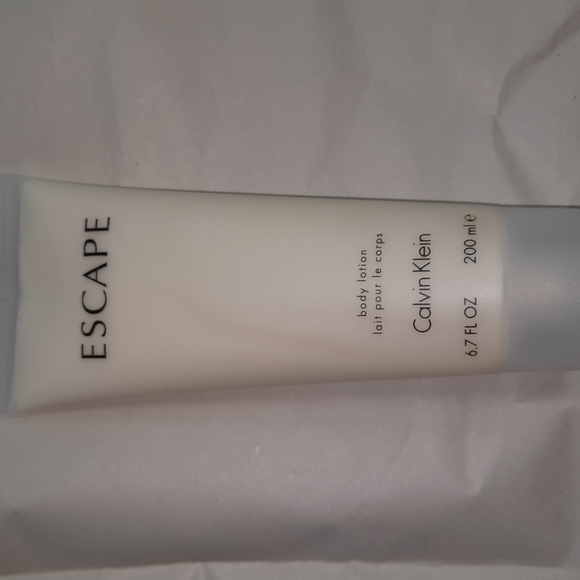 ESCAPE
body lotion
lait pour le corps
Calvin Klein
6.7 FL OZ 200 ml e